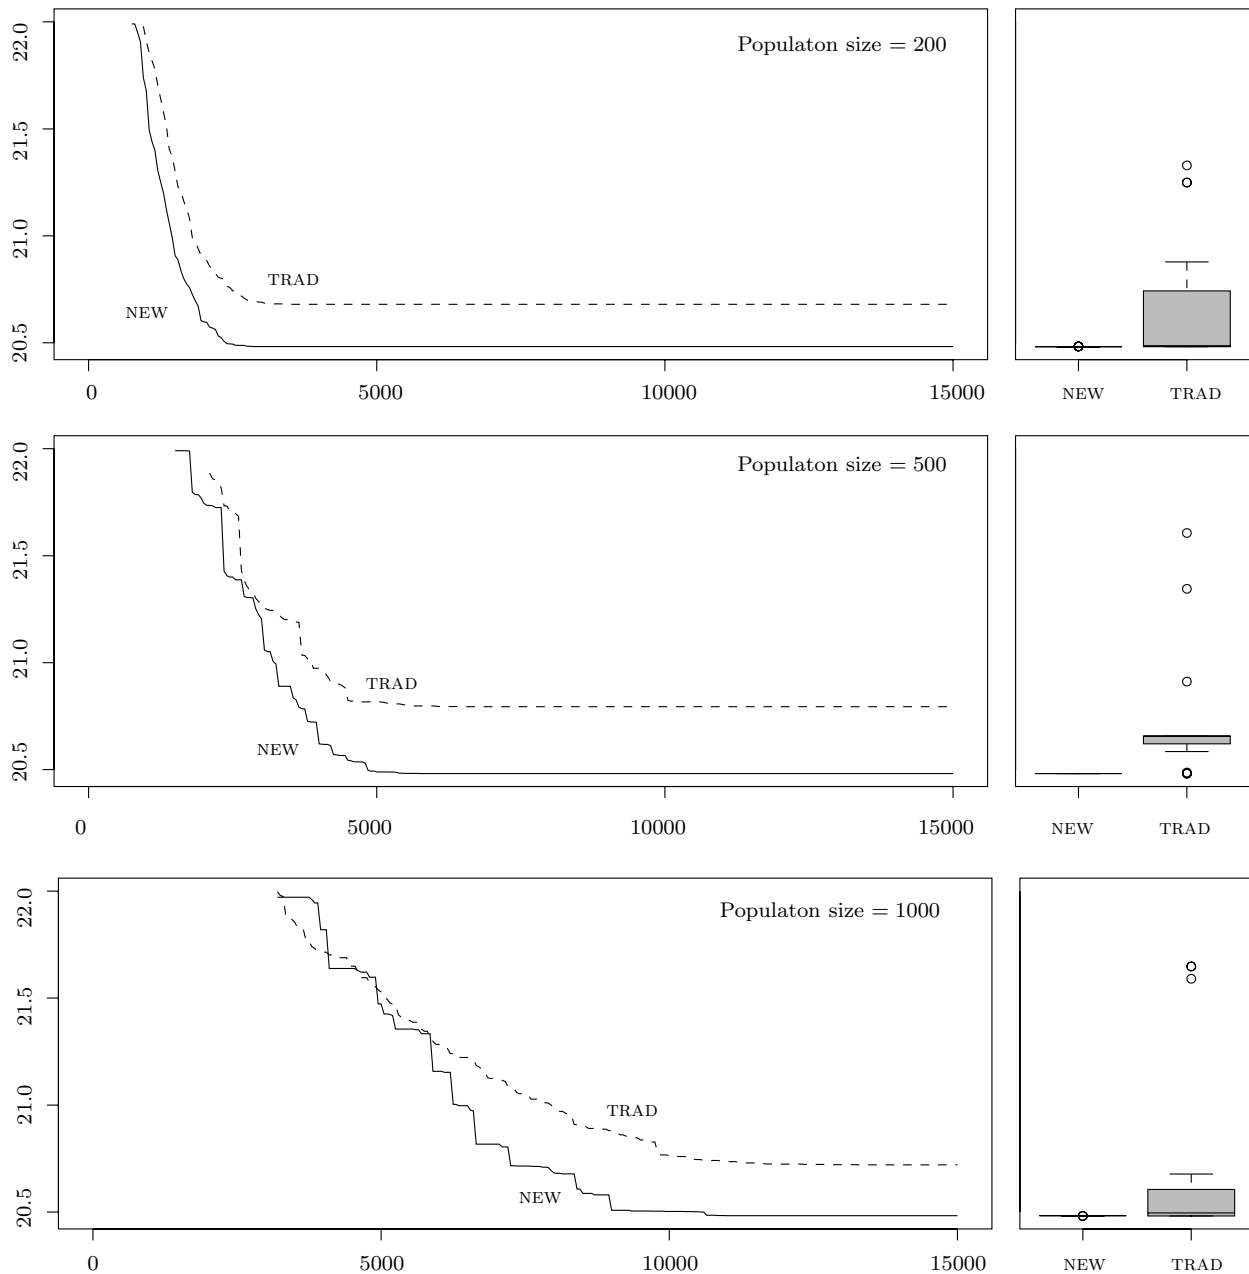 22.0
Populaton size = 200
21.5
21.0
TRAD
NEW
20.5
0 5000 10000 15000 NEW TRAD
22.0
Populaton size = 500
21.5
21.0
TRAD
NEW
20.5
0 5000 10000 15000 NEW TRAD
22.0
Populaton size = 1000
21.5
21.0
TRAD
NEW
20.5
0 5000 10000 15000 NEW TRAD